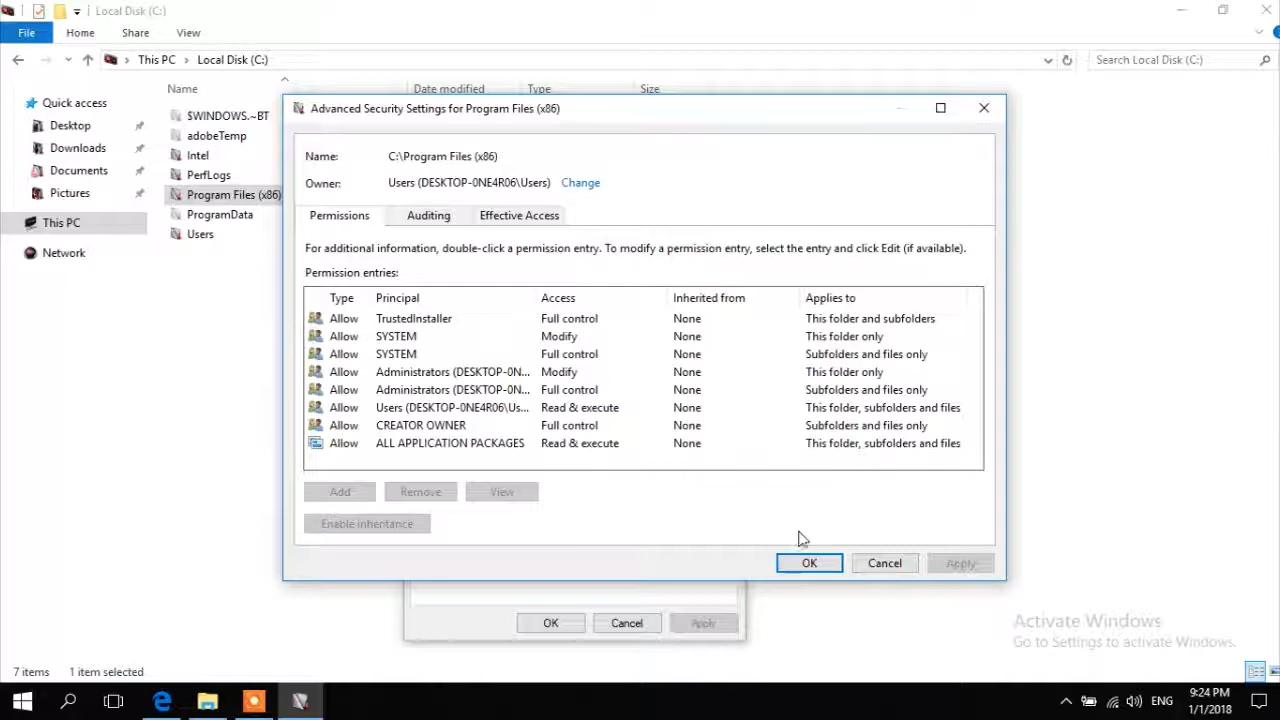 Local Disk (C:)
File Home Share View
This PC Local Disk (C:) Search Local Disk (C:)
Name Date modified Type Size
Quick access
Desktop
Downloads
Documents
Pictures
This PC
Network
$WINDOWS.~BT
adobeTemp
Intel
PerfLogs
Program Files (x86)
ProgramData
Users
Advanced Security Settings for Program Files (x86)
Name: C:\Program Files (x86)
Owner: Users (DESKTOP-0NE4R06\Users) Change
Permissions Auditing Effective Access
For additional information, double-click a permission entry. To modify a permission entry, select the entry and click Edit (if available).
Permission entries:
Type Principal Access Inherited from Applies to
Allow TrustedInstaller Full control None This folder and subfolders
Allow SYSTEM Modify None This folder only
Allow SYSTEM Full control None Subfolders and files only
Allow Administrators (DESKTOP-0N... Modify None This folder only
Allow Administrators (DESKTOP-0N... Full control None Subfolders and files only
Allow Users (DESKTOP-0NE4R06\Us... Read & execute None This folder, subfolders and files
Allow CREATOR OWNER Full control None Subfolders and files only
Allow ALL APPLICATION PACKAGES Read & execute None This folder, subfolders and files
Add Remove View
Enable inheritance
OK Cancel Apply
OK Cancel Apply
Activate Windows
Go to Settings to activate Windows.
7 items 1 item selected
ENG
9:24 PM
1/1/2018